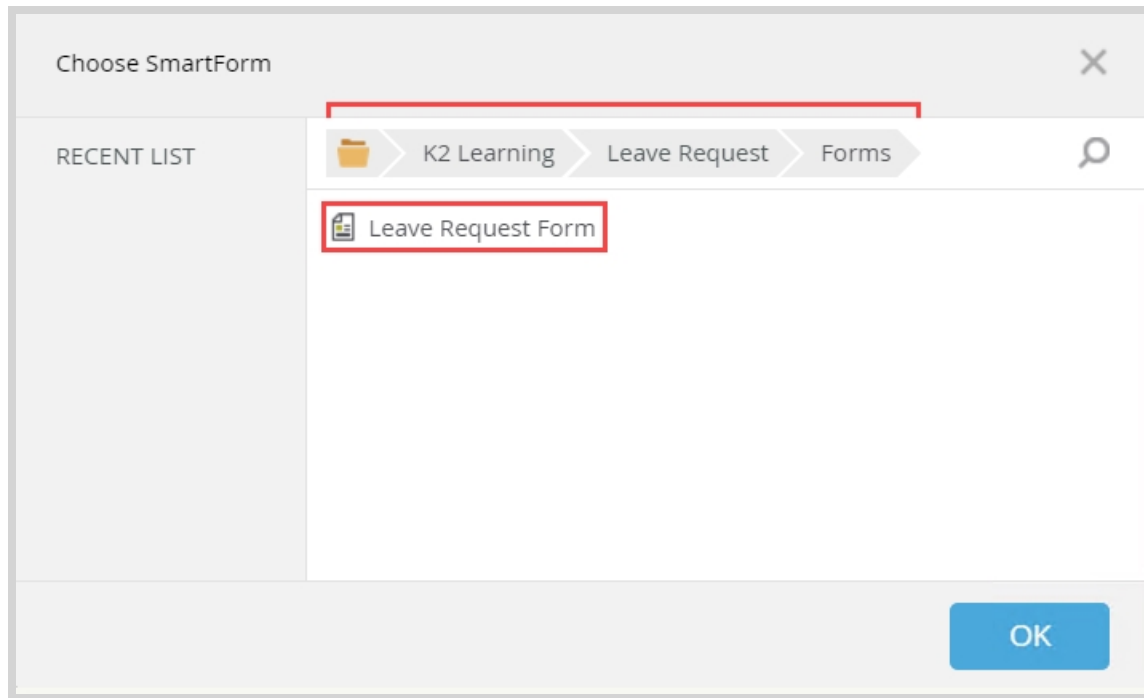 Choose SmartForm
RECENT LIST
K2 Learning Leave Request Forms
Leave Request Form
OK